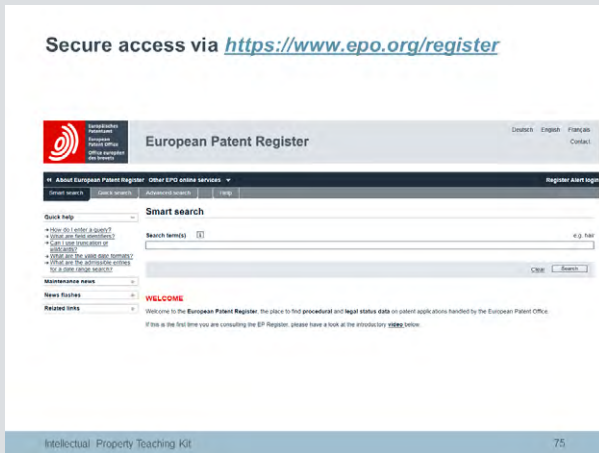 Secure access via https://www.epo.org/register
Europäisches
Patentamt
European
Patent Office
Office européen
des brevets
European Patent Register
Deutsch English Français
Contact
About European Patent Register Other EPO online services
Register Alert login
Smart search Quick search Advanced search Help
Quick help
How do I enter a query?
What are field identifiers?
Can I use truncation or
wildcards?
What are the valid date formats?
What are the admissible entries
for a date range search?
Maintenance news
News flashes
Related links
Smart search
Search term(s)
e.g. hair
Clear Search
WELCOME
Welcome to the European Patent Register, the place to find procedural and legal status data on patent applications handled by the European Patent Office.
If this is the first time you are consulting the EP Register, please have a look at the introductory video below.
Intellectual Property Teaching Kit
75